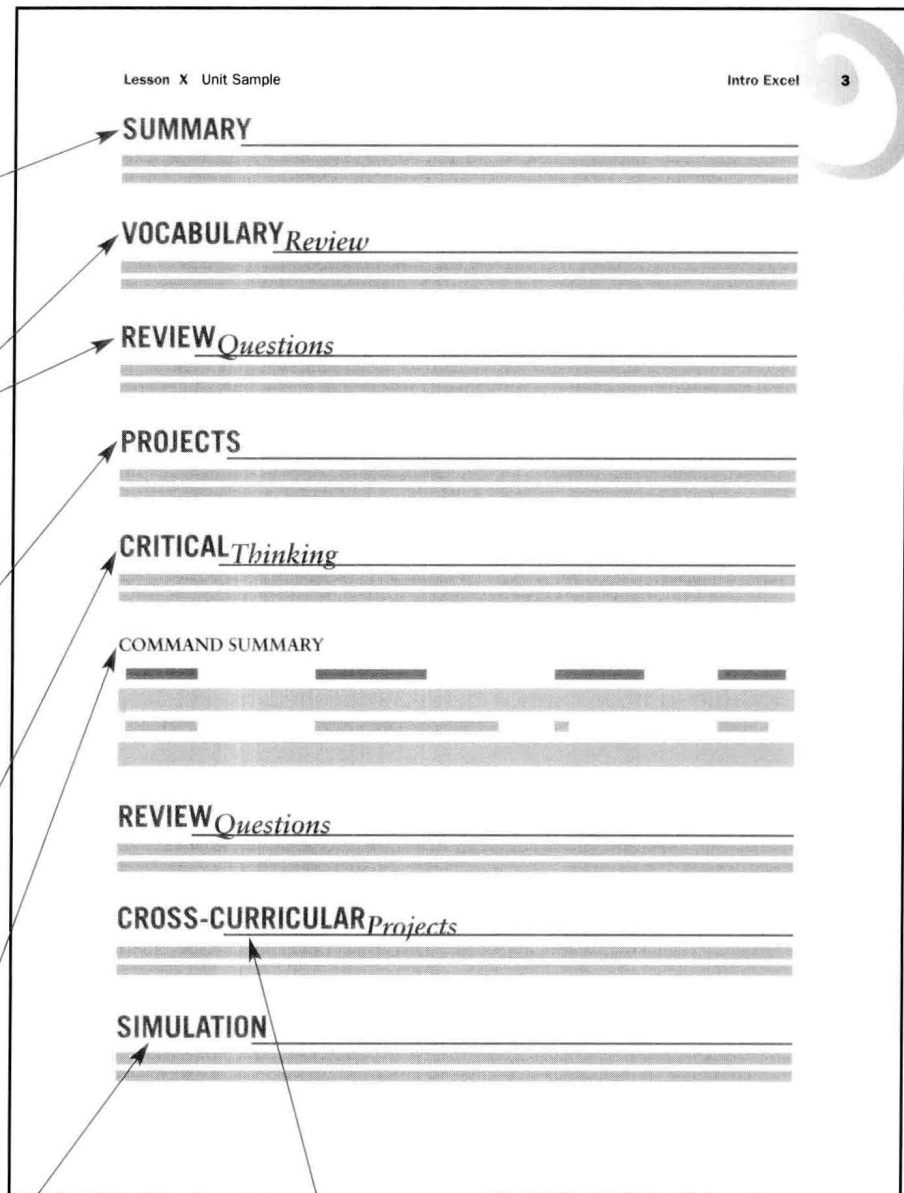 Lesson X Unit Sample Intro Excel 3
SUMMARY
VOCABULARY Review
REVIEW Questions
PROJECTS
CRITICAL Thinking
COMMAND SUMMARY
REVIEW Questions
CROSS-CURRICULAR Projects
SIMULATION